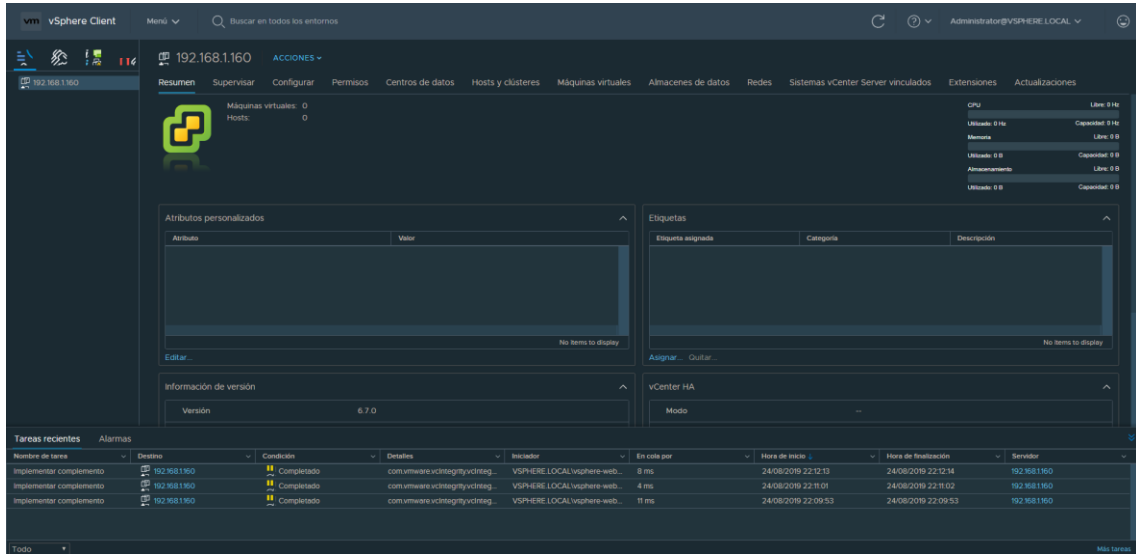 vm vSphere Client Menú Buscar en todos los entornos Administrator@VSPHERE.LOCAL
192.168.1.160
192.168.1.160 ACCIONES
Resumen Supervisar Configurar Permisos Centros de datos Hosts y clústeres Máquinas virtuales Almacenes de datos Redes Sistemas vCenter Server vinculados Extensiones Actualizaciones
Máquinas virtuales: 0
Hosts: 0
CPU Libre: 0 Hz
Utilizado: 0 Hz Capacidad: 0 Hz
Memoria Libre: 0 B
Utilizado: 0 B Capacidad: 0 B
Almacenamiento Libre: 0 B
Utilizado: 0 B Capacidad: 0 B
Atributos personalizados
Atributo Valor
No items to display
Editar...
Etiquetas
Etiqueta asignada Categoría Descripción
No items to display
Asignar... Quitar...
Información de versión
Versión 6.7.0
vCenter HA
Modo --
Tareas recientes Alarmas
Nombre de tarea Destino Condición Detalles Iniciador En cola por Hora de inicio Hora de finalización Servidor
Implementar complemento 192.168.1.160 Completado com.vmware.vcIntegrity.vcInteg... VSPHERE.LOCAL\vsphere-web... 8 ms 24/08/2019 22:12:13 24/08/2019 22:12:14 192.168.1.160
Implementar complemento 192.168.1.160 Completado com.vmware.vcIntegrity.vcInteg... VSPHERE.LOCAL\vsphere-web... 4 ms 24/08/2019 22:11:01 24/08/2019 22:11:02 192.168.1.160
Implementar complemento 192.168.1.160 Completado com.vmware.vcIntegrity.vcInteg... VSPHERE.LOCAL\vsphere-web... 11 ms 24/08/2019 22:09:53 24/08/2019 22:09:53 192.168.1.160
Todo Más tareas